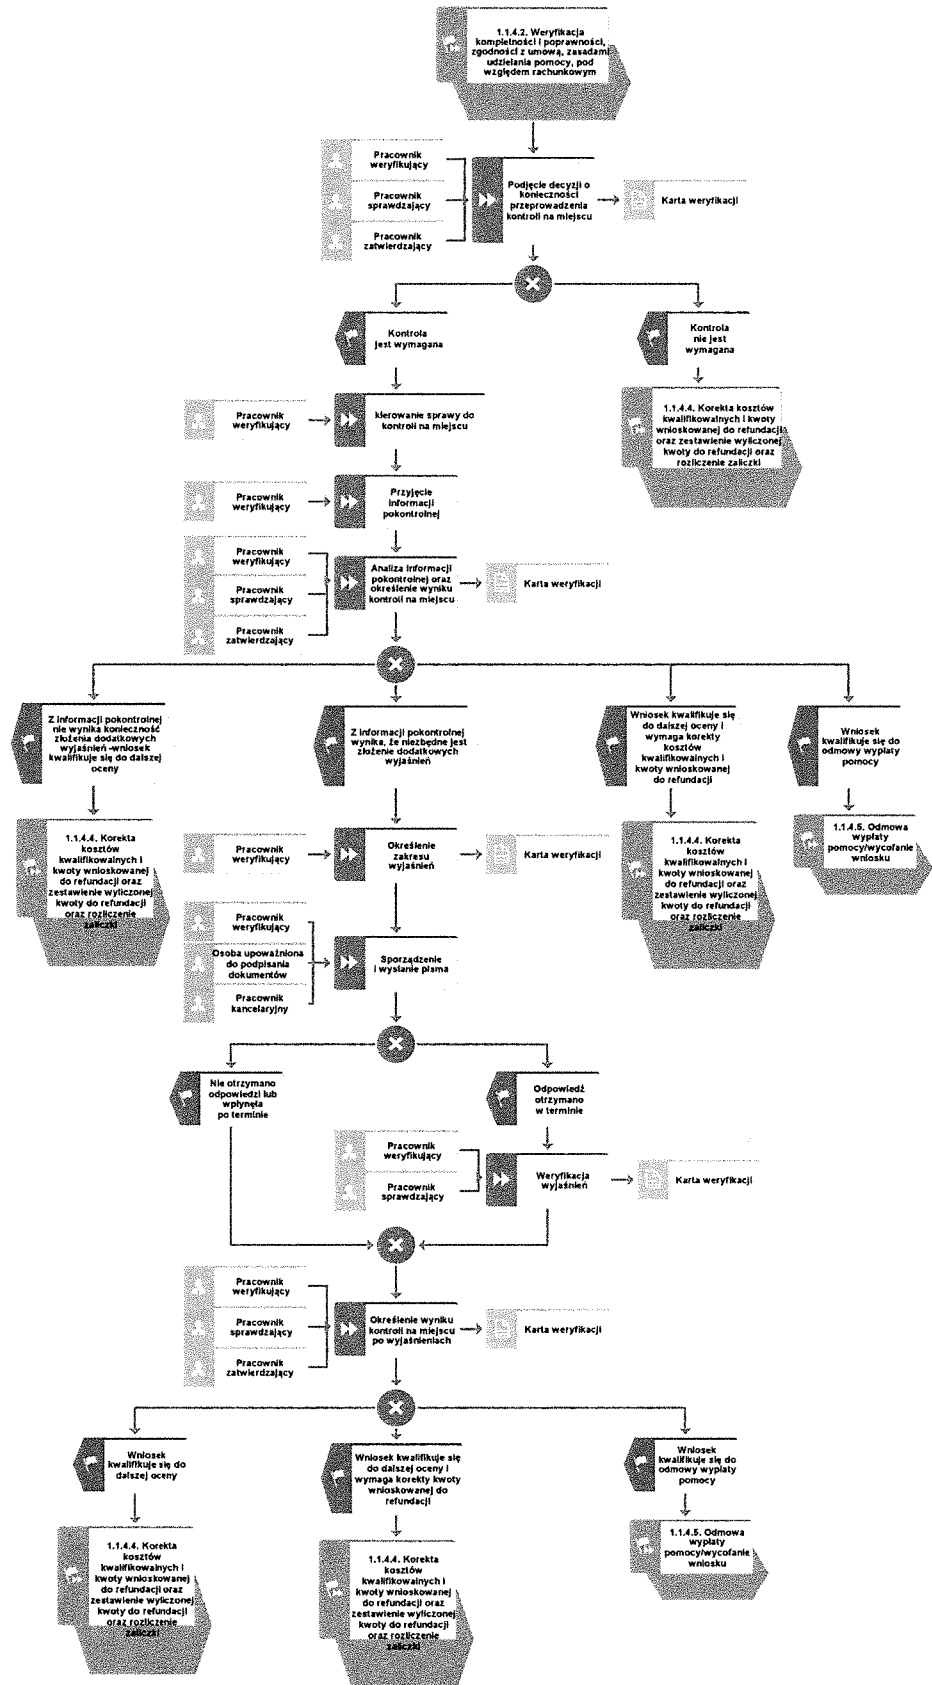 1.1.4.2. Weryfikacja
kompletności i poprawności,
zgodności z umową, zasadami
udzielania pomocy, pod
względem rachunkowym
Pracownik
weryfikujący
Pracownik
sprawdzający
Pracownik
zatwierdzający
Podjęcie decyzji o
konieczności
przeprowadzenia
kontroli na miejscu
Karta weryfikacji
Kontrola
jest wymagana
Kontrola
nie jest
wymagana
Pracownik
weryfikujący
kierowanie sprawy do
kontroli na miejscu
1.1.4.4. Korekta kosztów
kwalifikowalnych i kwoty
wnioskowanej do refundacji
oraz zestawienie wyliczonej
kwoty do refundacji oraz
rozliczenie zaliczki
Pracownik
weryfikujący
Przyjęcie
informacji
pokontrolnej
Pracownik
weryfikujący
Pracownik
sprawdzający
Pracownik
zatwierdzający
Analiza informacji
pokontrolnej oraz
określenie wyniku
kontroli na miejscu
Karta weryfikacji
Z informacji pokontrolnej
nie wynika konieczność
złożenia dodatkowych
wyjaśnień -wniosek
kwalifikuje się do dalszej
oceny
Z informacji pokontrolnej
wynika, że niezbędne jest
złożenie dodatkowych
wyjaśnień
Wniosek kwalifikuje się
do dalszej oceny i
wymaga korekty
kosztów
kwalifikowalnych i
kwoty wnioskowanej
do refundacji
Wniosek
kwalifikuje się do
odmowy wypłaty
pomocy
1.1.4.4. Korekta
kosztów
kwalifikowalnych i
kwoty wnioskowanej
do refundacji oraz
zestawienie wyliczonej
kwoty do refundacji
oraz rozliczenie
zaliczki
Pracownik
weryfikujący
Określenie
zakresu
wyjaśnień
Karta weryfikacji
1.1.4.4. Korekta
kosztów
kwalifikowalnych i
kwoty wnioskowanej
do refundacji oraz
zestawienie wyliczonej
kwoty do refundacji
oraz rozliczenie
zaliczki
1.1.4.5. Odmowa
wypłaty
pomocy/wycofanie
wniosku
Pracownik
weryfikujący
Osoba upoważniona
do podpisania
dokumentów
Pracownik
kancelaryjny
Sporządzenie
i wysłanie pisma
Nie otrzymano
odpowiedzi lub
wpłynęła
po terminie
Odpowiedź
otrzymano
w terminie
Pracownik
weryfikujący
Pracownik
sprawdzający
Weryfikacja
wyjaśnień
Karta weryfikacji
Pracownik
weryfikujący
Pracownik
sprawdzający
Pracownik
zatwierdzający
Określenie wyniku
kontroli na miejscu
po wyjaśnieniach
Karta weryfikacji
Wniosek
kwalifikuje się do
dalszej oceny
Wniosek kwalifikuje się
do dalszej oceny i
wymaga korekty kwoty
wnioskowanej do
refundacji
Wniosek
kwalifikuje się do
odmowy wypłaty
pomocy
1.1.4.4. Korekta
kosztów
kwalifikowalnych i
kwoty wnioskowanej
do refundacji oraz
zestawienie wyliczonej
kwoty do refundacji
oraz rozliczenie
zaliczki
1.1.4.4. Korekta
kosztów
kwalifikowalnych i
kwoty wnioskowanej
do refundacji oraz
zestawienie wyliczonej
kwoty do refundacji
oraz rozliczenie
zaliczki
1.1.4.5. Odmowa
wypłaty
pomocy/wycofanie
wniosku